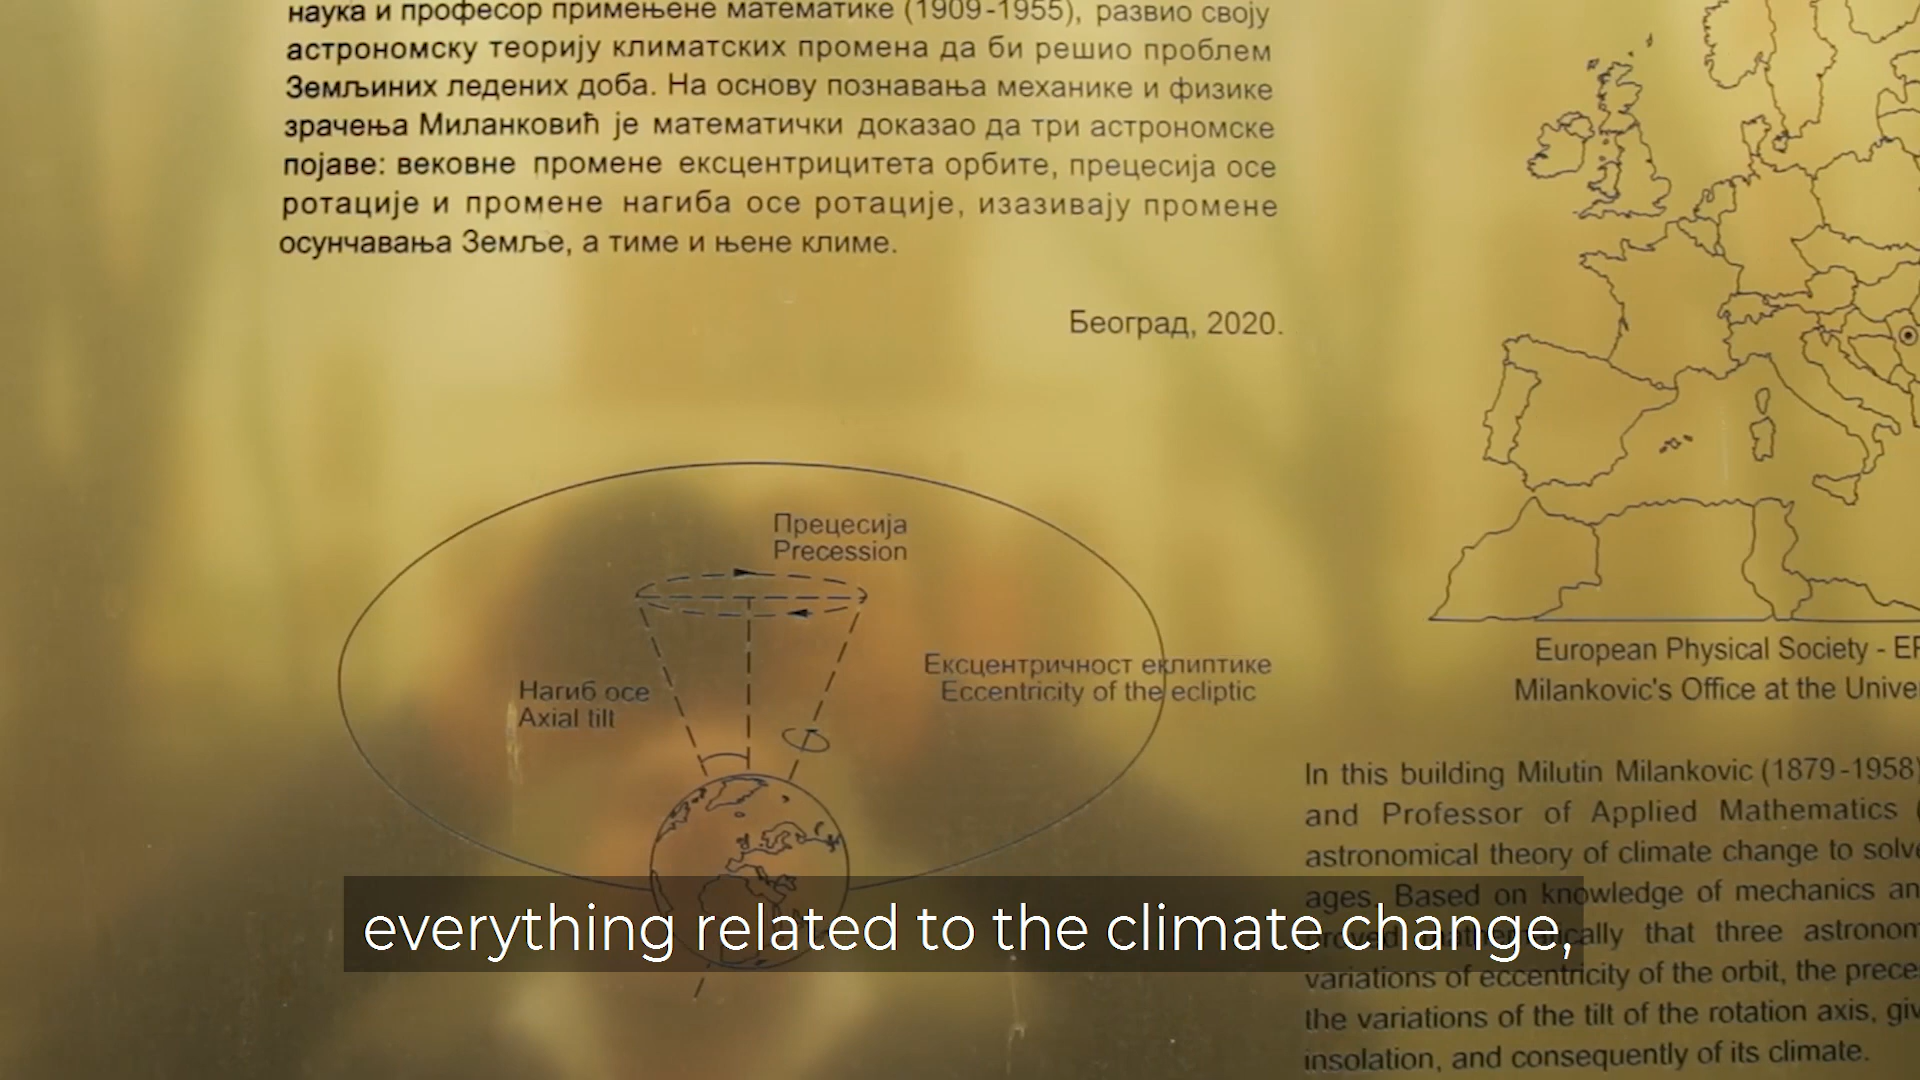 наука и професор примењене математике (1909-1955), развио своју
астрономску теорију климатских промена да би решио проблем
Земљиних ледених доба. На основу познавања механике и физике
зрачења Миланковић је математички доказао да три астрономске
појаве: вековне промене ексцентрицитета орбите, прецесија осе
ротације и промене нагиба осе ротације, изазивају промене
осунчавања Земље, а тиме и њене климе.
Београд, 2020.
Прецесија
Precession
Ексцентричност еклиптике
Eccentricity of the ecliptic
Нагиб осе
Axial tilt
European Physical Society -
Milankovic's Office at the
In this building Milutin Milankovic (1879-1958)
and Professor of Applied Mathematics
astronomical theory of climate change to
ages. Based on knowledge of mechanics
proved mathematically that three
variations of eccentricity of the orbit, the
the variations of the tilt of the rotation axis,
insolation, and consequently of its climate.
everything related to the climate change,